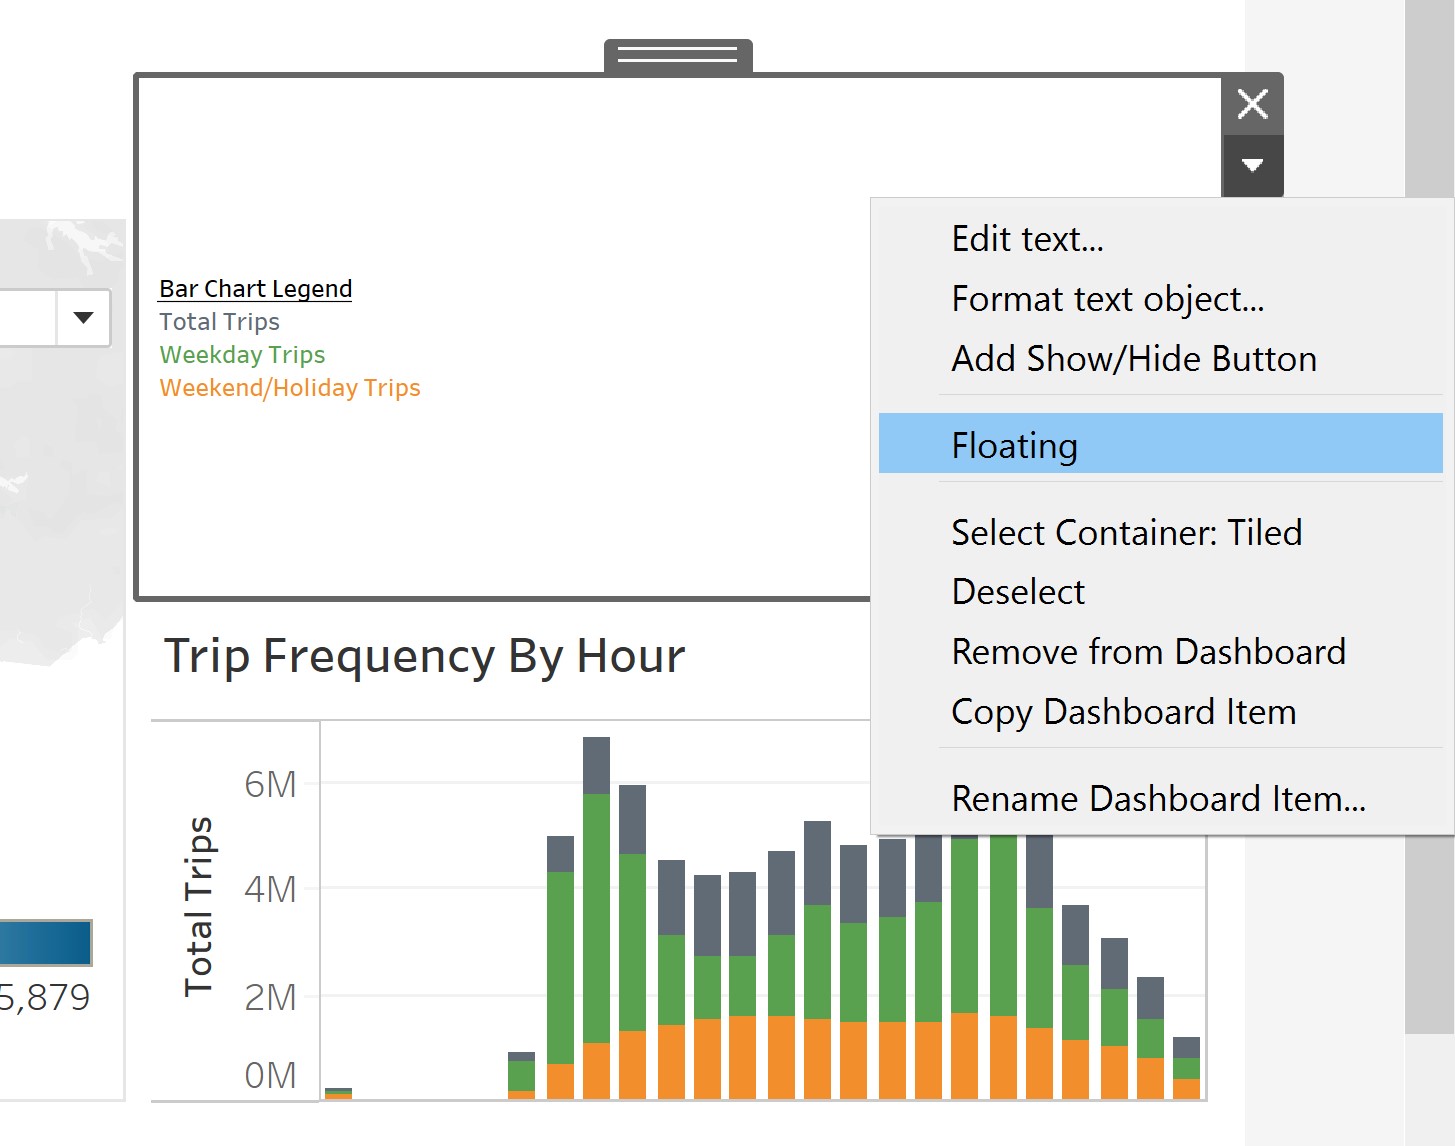 Bar Chart Legend
Total Trips
Weekday Trips
Weekend/Holiday Trips
Edit text...
Format text object...
Add Show/Hide Button
Floating
Select Container: Tiled
Deselect
Remove from Dashboard
Copy Dashboard Item
Rename Dashboard Item...
Trip Frequency By Hour
Total Trips
6M
4M
2M
0M
5,879